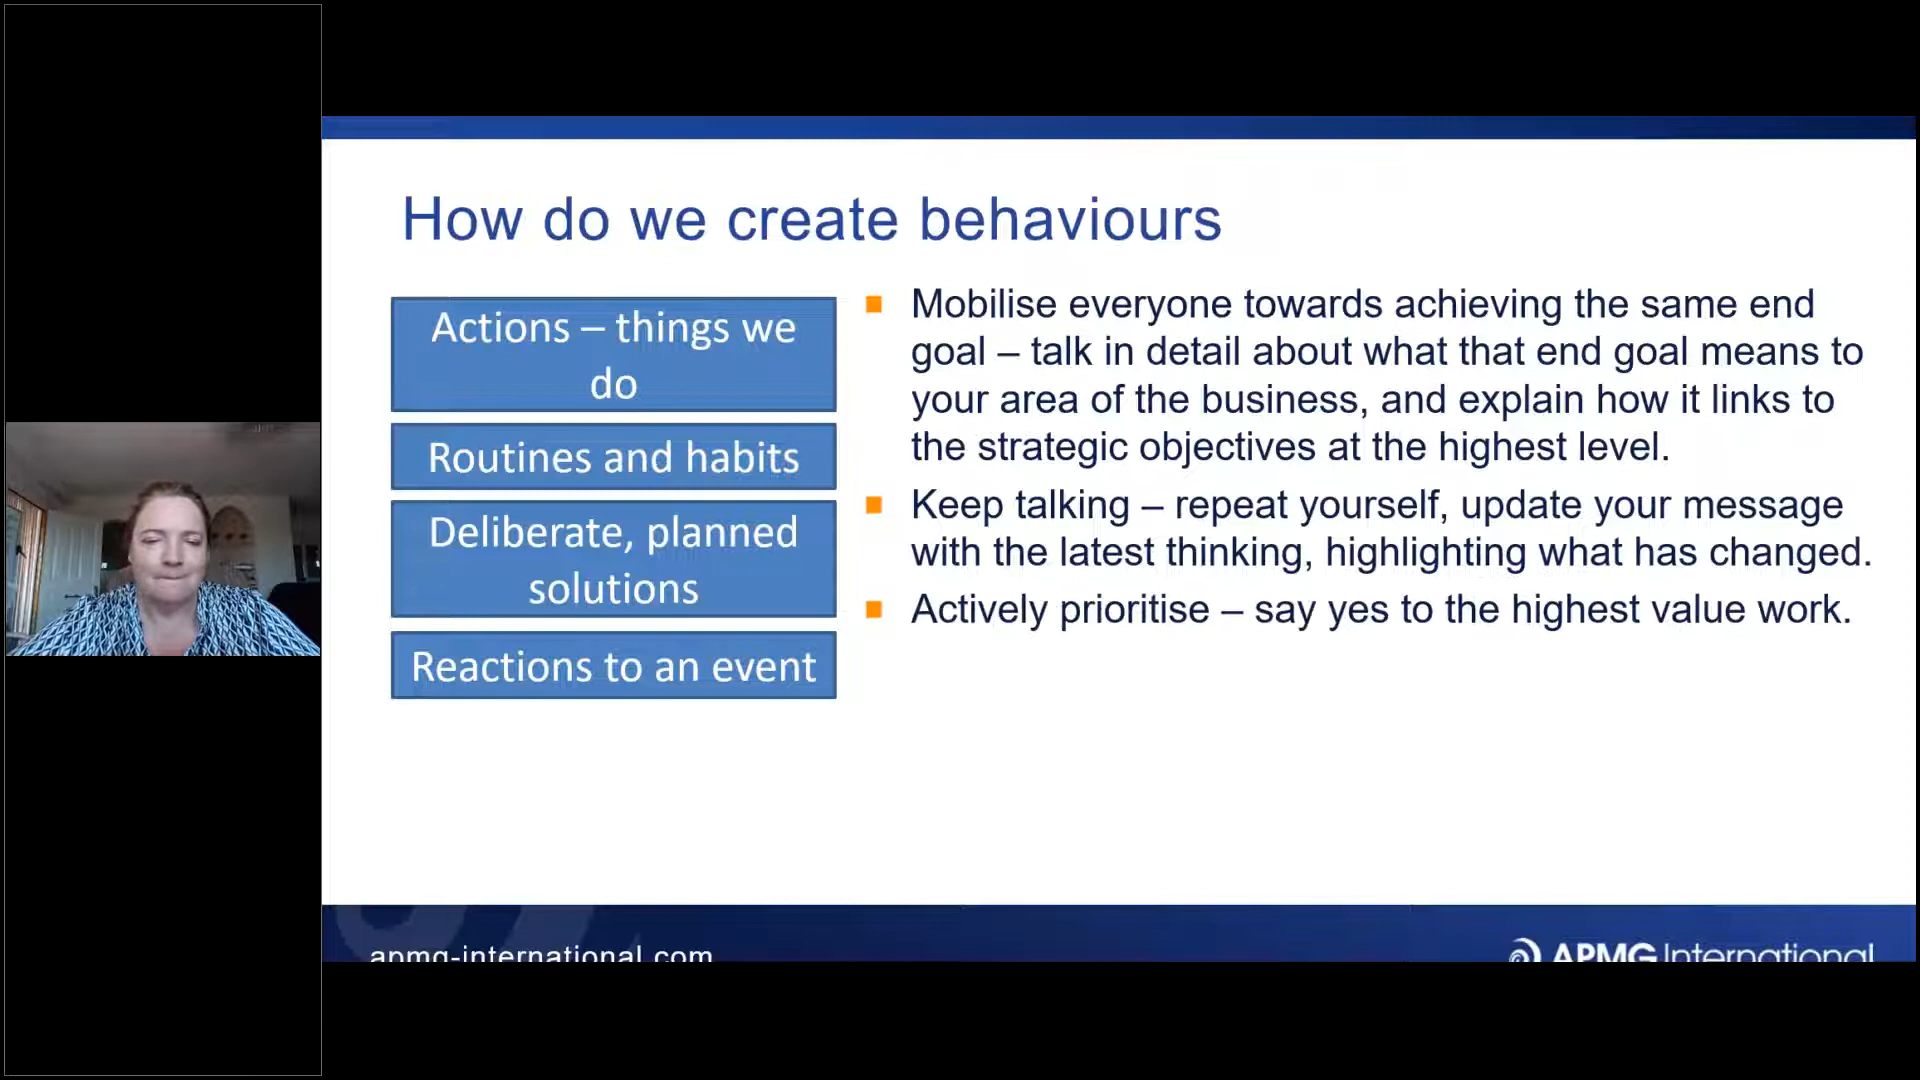 How do we create behaviours
Actions – things we
do
Routines and habits
Deliberate, planned
solutions
Reactions to an event
Mobilise everyone towards achieving the same end
goal – talk in detail about what that end goal means to
your area of the business, and explain how it links to
the strategic objectives at the highest level.
Keep talking – repeat yourself, update your message
with the latest thinking, highlighting what has changed.
Actively prioritise – say yes to the highest value work.
apmg-international.com
APMG International